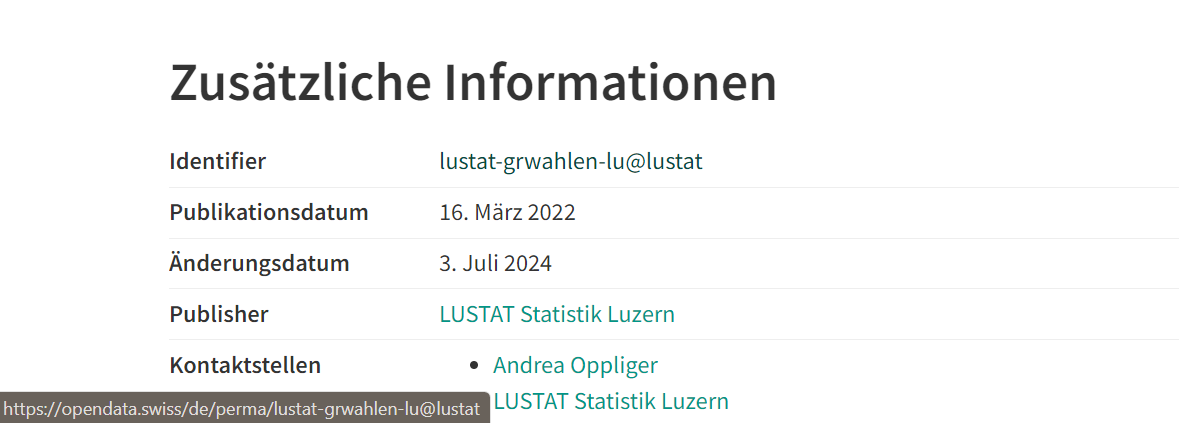 Zusätzliche Informationen
Identifier lustat-grwahlen-lu@lustat
Publikationsdatum 16. März 2022
Änderungsdatum 3. Juli 2024
Publisher LUSTAT Statistik Luzern
Kontaktstellen • Andrea Oppliger
LUSTAT Statistik Luzern
https://opendata.swiss/de/perma/lustat-grwahlen-lu@lustat